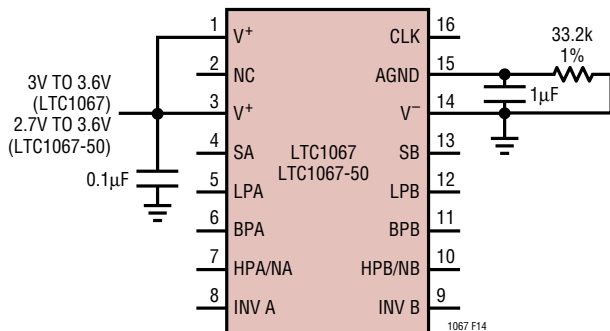 1
V+
2
NC
3
V+
4
SA
5
LPA
6
BPA
7
HPA/NA
8
INV A
3V TO 3.6V
(LTC1067)
2.7V TO 3.6V
(LTC1067-50)
0.1µF
LTC1067
LTC1067-50
16
CLK
15
AGND
14
V−
13
SB
12
LPB
11
BPB
10
HPB/NB
9
INV B
33.2k
1%
1µF
1067 F14